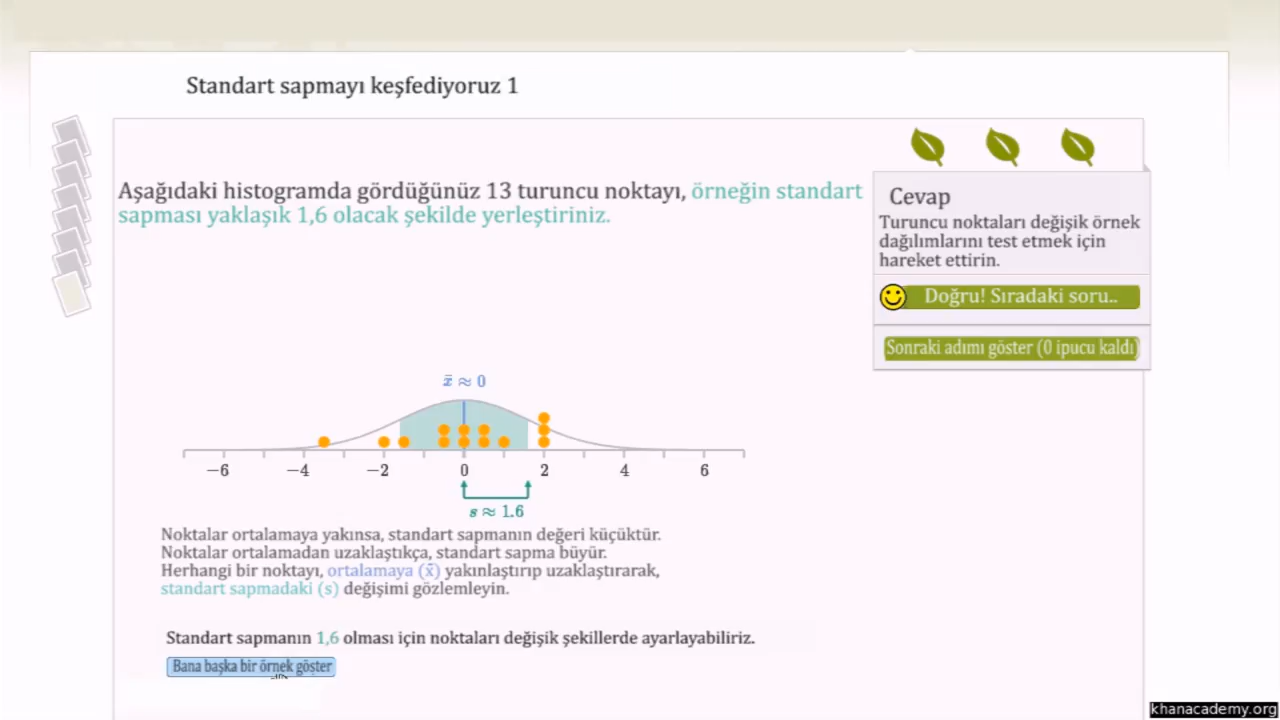 Standart sapmayı keşfediyoruz 1
Aşağıdaki histogramda gördüğünüz 13 turuncu noktayı, örneğin standart
sapması yaklaşık 1,6 olacak şekilde yerleştiriniz.
Cevap
Turuncu noktaları değişik örnek
dağılımlarını test etmek için
hareket ettirin.
Doğru! Sıradaki soru..
Sonraki adımı göster (0 ipucu kaldı)
x̄ ≈ 0
−6 −4 −2 0 2 4 6
s ≈ 1.6
Noktalar ortalamaya yakınsa, standart sapmanın değeri küçüktür.
Noktalar ortalamadan uzaklaştıkça, standart sapma büyür.
Herhangi bir noktayı, ortalamaya (x̄) yakınlaştırıp uzaklaştırarak,
standart sapmadaki (s) değişimi gözlemleyin.
Standart sapmanın 1,6 olması için noktaları değişik şekillerde ayarlayabiliriz.
Bana başka bir örnek göster
khanacademy.org